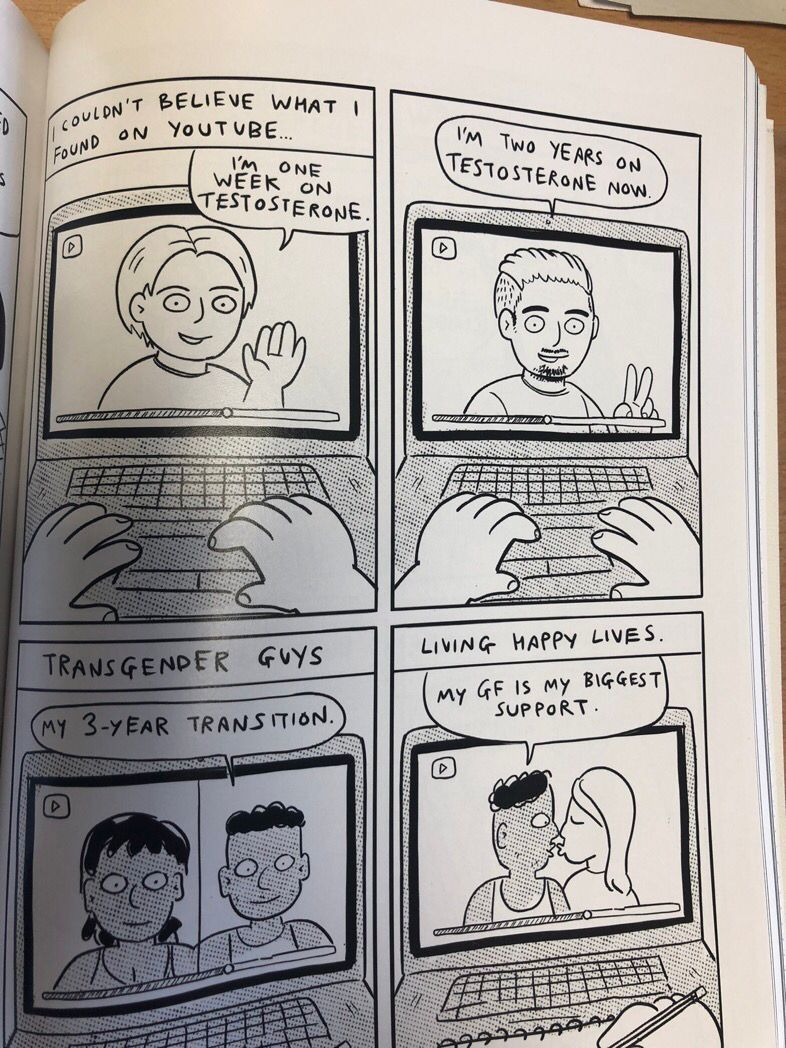 I COULDN'T BELIEVE WHAT I
FOUND ON YOUTUBE...
I'M ONE
WEEK ON
TESTOSTERONE.
I'M TWO YEARS ON
TESTOSTERONE NOW.
TRANSGENDER GUYS
MY 3-YEAR TRANSITION.
LIVING HAPPY LIVES.
MY GF IS MY BIGGEST
SUPPORT.